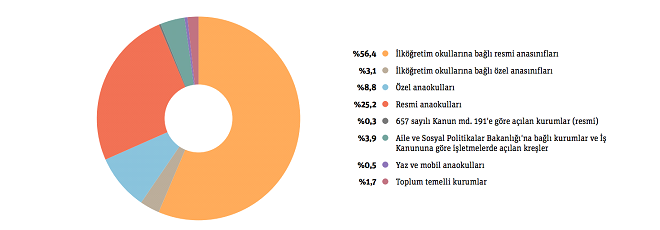 %56,4 İlköğretim okullarına bağlı resmi anasınıfları
%3,1 İlköğretim okullarına bağlı özel anasınıfları
%8,8 Özel anaokulları
%25,2 Resmi anaokulları
%0,3 657 sayılı Kanun md. 191'e göre açılan kurumlar (resmi)
%3,9 Aile ve Sosyal Politikalar Bakanlığı'na bağlı kurumlar ve İş
Kanununa göre işletmelerde açılan kreşler
%0,5 Yaz ve mobil anaokulları
%1,7 Toplum temelli kurumlar